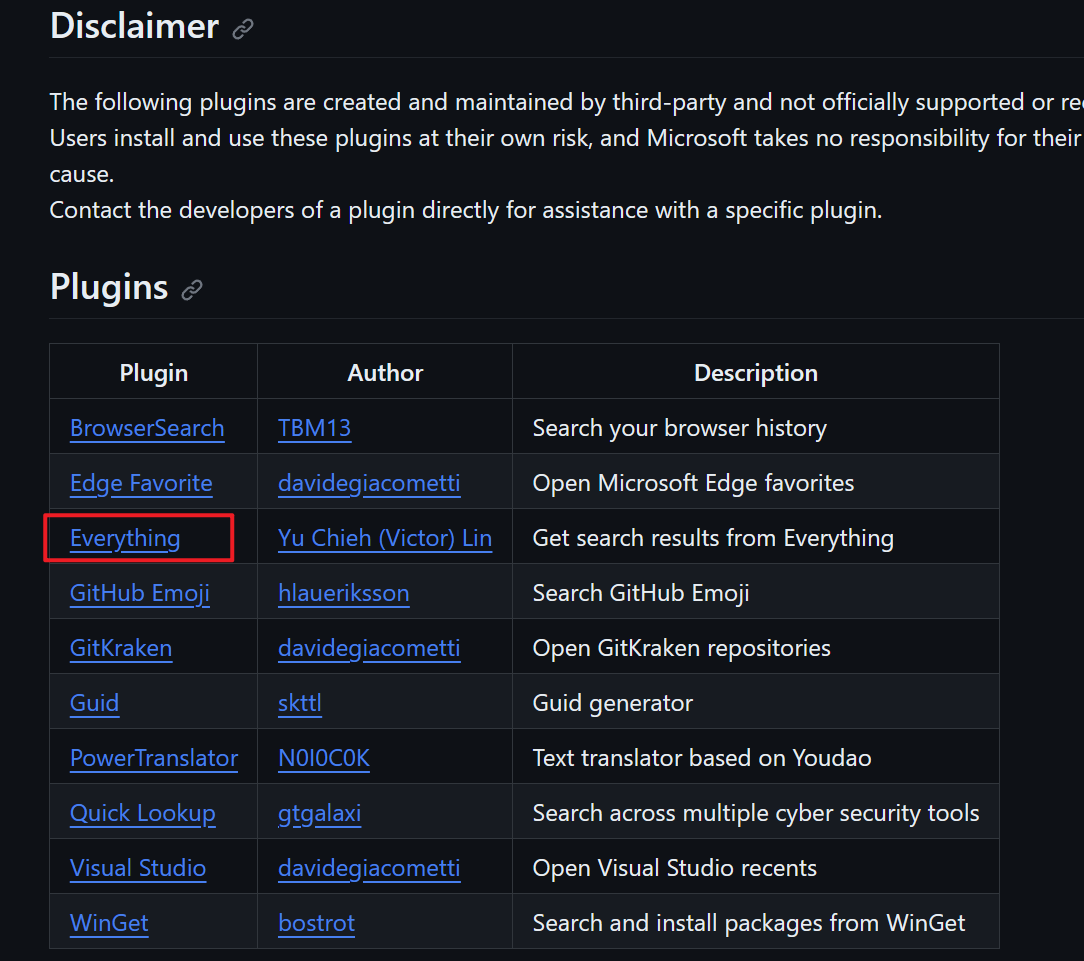 Disclaimer
The following plugins are created and maintained by third-party and not officially supported or
Users install and use these plugins at their own risk, and Microsoft takes no responsibility for their
cause.
Contact the developers of a plugin directly for assistance with a specific plugin.
Plugins
Plugin Author Description
BrowserSearch TBM13 Search your browser history
Edge Favorite davidegiacometti Open Microsoft Edge favorites
Everything Yu Chieh (Victor) Lin Get search results from Everything
GitHub Emoji hlaueriksson Search GitHub Emoji
GitKraken davidegiacometti Open GitKraken repositories
Guid skttl Guid generator
PowerTranslator N0I0C0K Text translator based on Youdao
Quick Lookup gtgalaxi Search across multiple cyber security tools
Visual Studio davidegiacometti Open Visual Studio recents
WinGet bostrot Search and install packages from WinGet